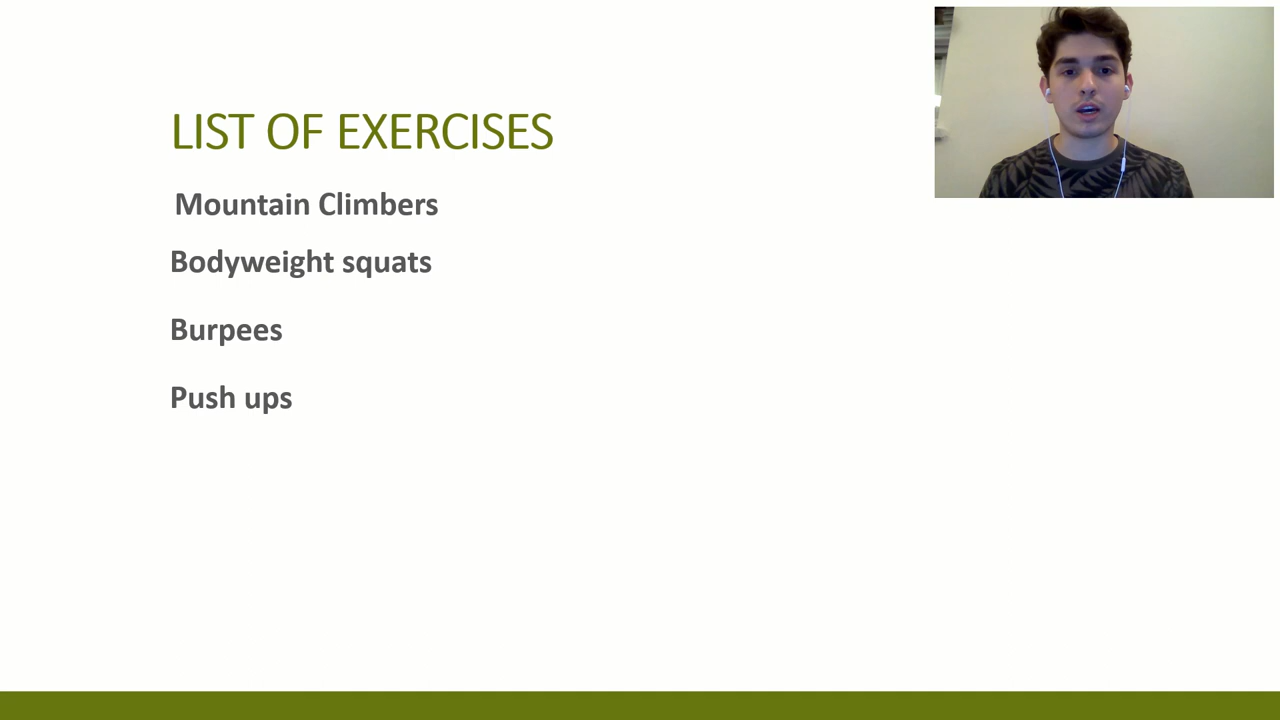 LIST OF EXERCISES
Mountain Climbers
Bodyweight squats
Burpees
Push ups